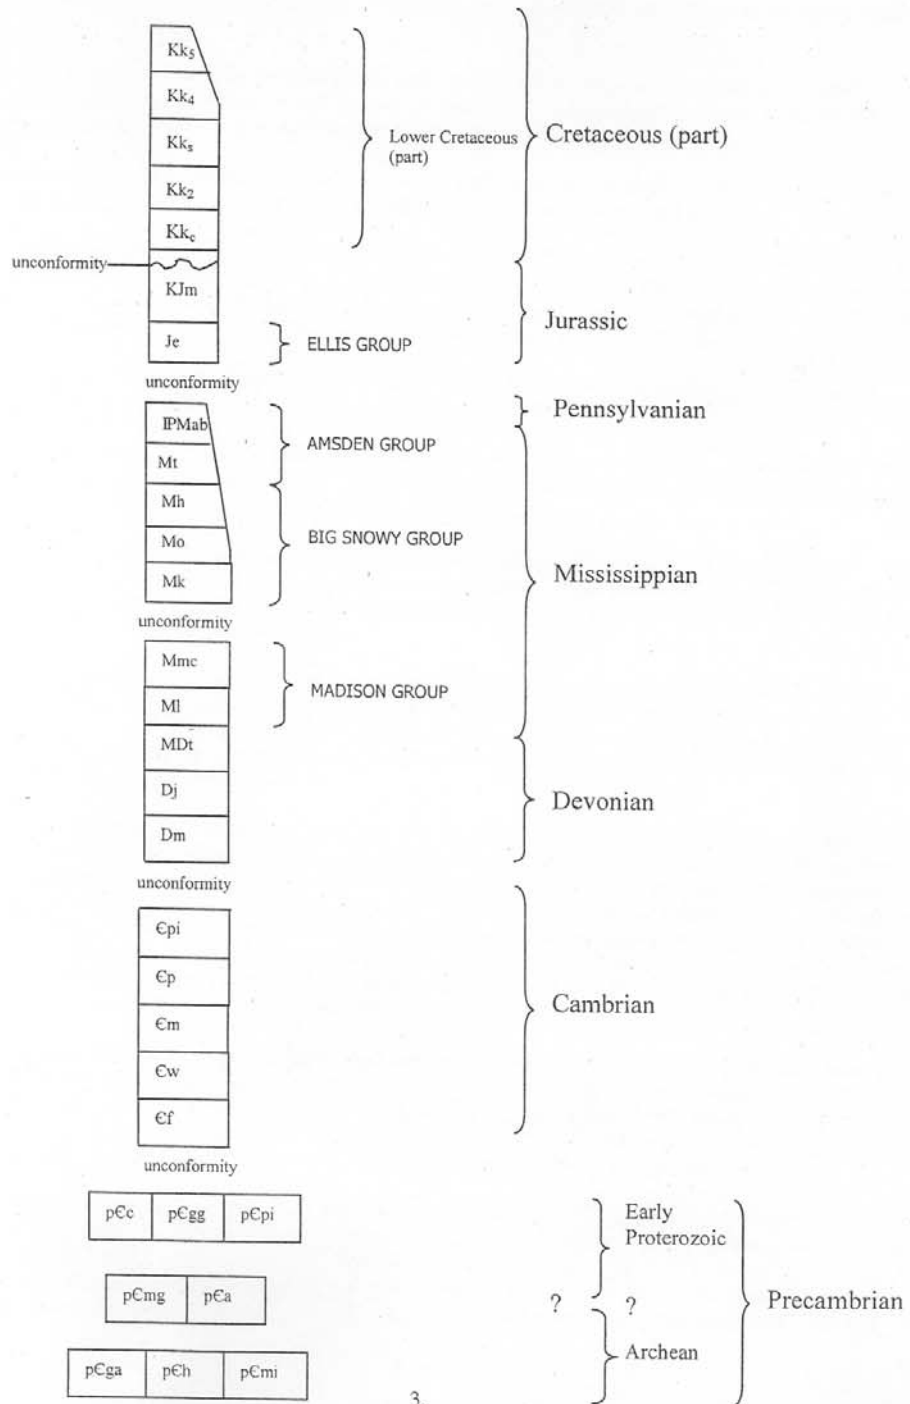 Kk₅
Kk₄
Kkₛ
Kk₂
Kk꜀
Lower Cretaceous
(part)
Cretaceous (part)
unconformity
KJm
Jurassic
Je
ELLIS GROUP
unconformity
Pennsylvanian
IPMab
AMSDEN GROUP
Mt
Mh
Mo
BIG SNOWY GROUP
Mk
Mississippian
unconformity
Mmc
MADISON GROUP
Ml
MDt
Dj
Devonian
Dm
unconformity
Єpi
Єp
Єm
Cambrian
Єw
Єf
unconformity
pЄc pЄgg pЄpi
Early
Proterozoic
pЄmg pЄa
? ?
Precambrian
Archean
pЄga pЄh pЄmi
3